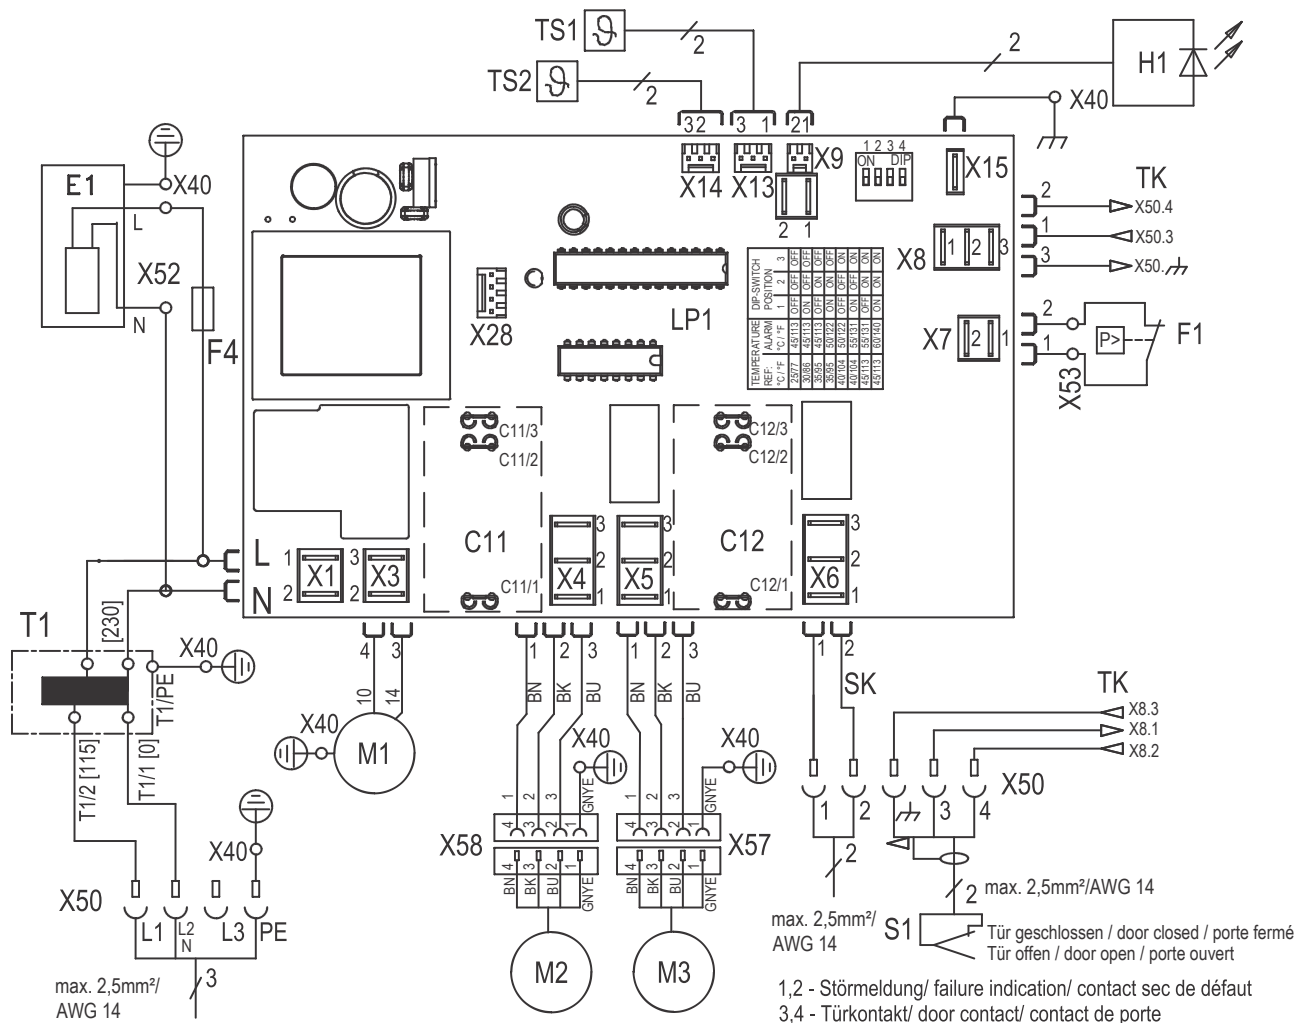 TS1
2
TS2
2
2
H1
X40
32
3 1
21
X14
X13
X9
1 2 3 4
ON DIP
X15
2 1
E1
X40
L
X52
N
F4
TK
2
X50.4
1
X50.3
3
X50.
X8
1 2 3
X7
2 1
2
1
X53
P>
F1
X28
LP1
TEMPERATURE
DIP-SWITCH POSITION
REF: °C / °F
ALARM °C / °F
1 2 3
25/77 45/113 OFF OFF OFF
30/86 45/113 ON OFF OFF
35/95 45/113 OFF ON OFF
35/95 50/122 ON ON OFF
40/104 50/122 OFF OFF ON
40/104 55/131 ON OFF ON
45/113 55/131 OFF ON ON
45/113 60/140 ON ON ON
C11/3
C11/2
C11
C11/1
C12/3
C12/2
C12
C12/1
L
N
1
2
X1
3
2
X3
3
2
1
X4
3
2
1
X5
3
2
1
X6
T1
[230]
X40
T1/PE
T1/2 [115]
T1/1 [0]
X40
X50
L1
L2
N
L3
PE
3
max. 2,5mm²/
AWG 14
4 3
10
14
X40
M1
1 2 3
BN
BK
BU
X40
1 2 3
GNYE
4 3 2 1
X58
4 3 2 1
BN
BK
BU
GNYE
M2
1 2 3
BN
BK
BU
X40
1 2 3
GNYE
4 3 2 1
X57
4 3 2 1
BN
BK
BU
GNYE
M3
1 2
SK
TK
X8.3
X8.1
X8.2
X50
1 2
3 4
2
max. 2,5mm²/
AWG 14
2
max. 2,5mm²/AWG 14
S1
Tür geschlossen / door closed / porte fermé
Tür offen / door open / porte ouvert
1,2 - Störmeldung/ failure indication/ contact sec de défaut
3,4 - Türkontakt/ door contact/ contact de porte